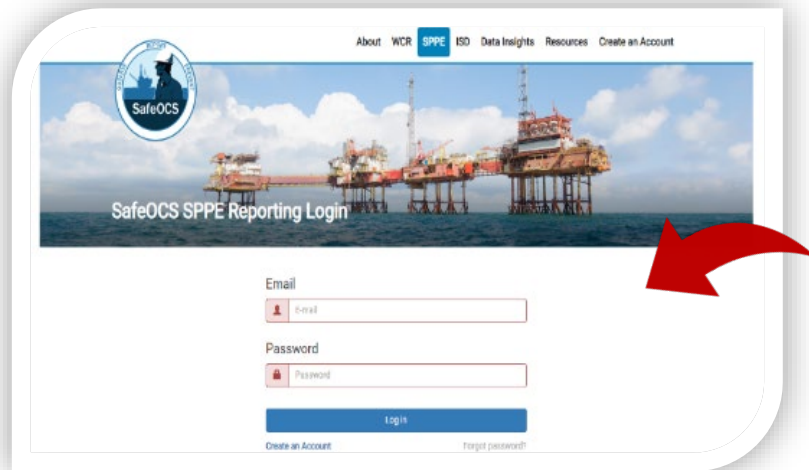 About WCR SPPE ISD Data Insights Resources Create an Account
SafeOCS
SafeOCS SPPE Reporting Login
Email
E-mail
Password
Password
Login
Create an Account Forgot password?